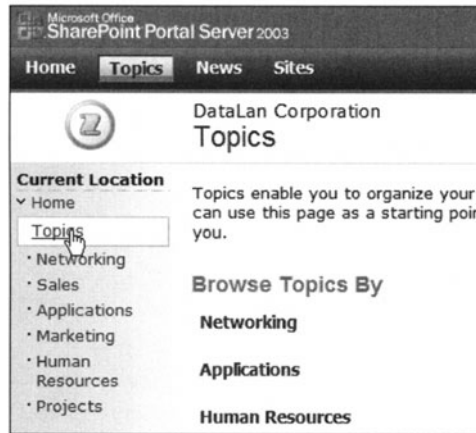 Microsoft Office
SharePoint Portal Server 2003
Home Topics News Sites
DataLan Corporation
Topics
Current Location
Home
Topics
· Networking
· Sales
· Applications
· Marketing
· Human
Resources
· Projects
Topics enable you to organize your
can use this page as a starting poin
you.
Browse Topics By
Networking
Applications
Human Resources